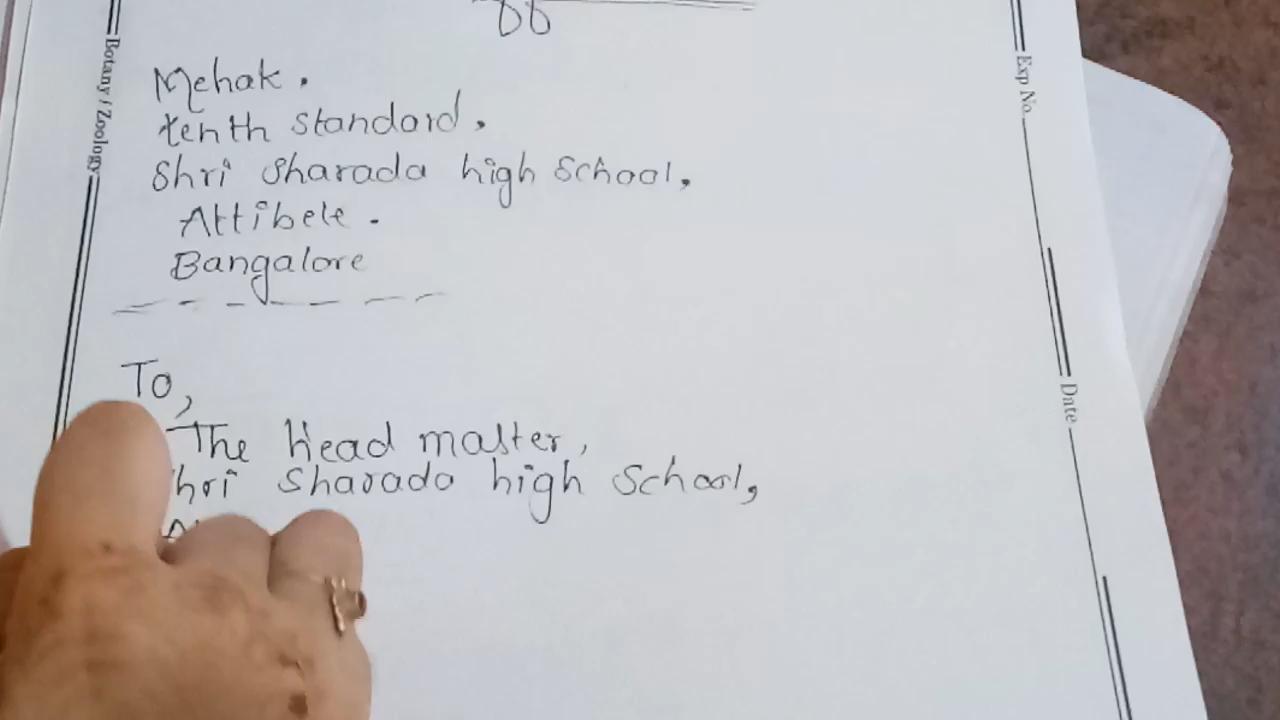 Mehak.
tenth standard,
Shri Sharada high School,
Attibele.
Bangalore
To,
The Head master,
Sharada high School,
Botany / Zoology
Exp No.
Date